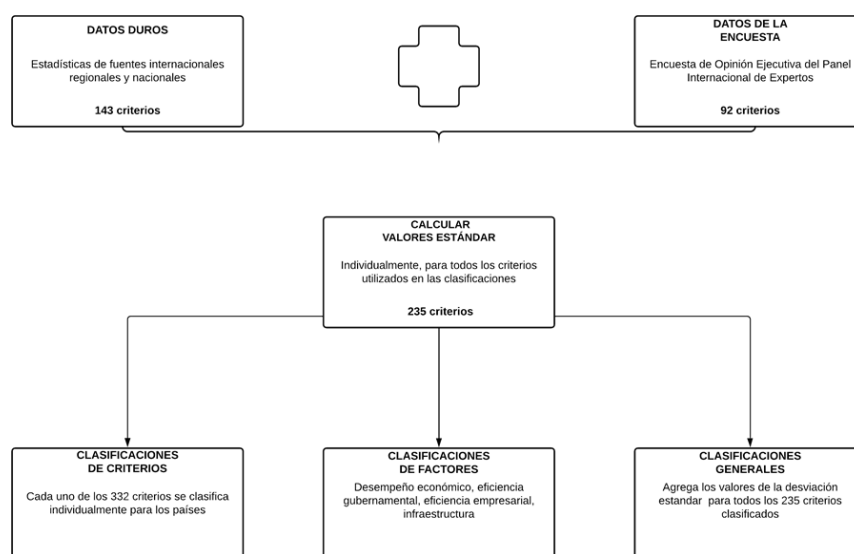 DATOS DUROS
Estadísticas de fuentes internacionales
regionales y nacionales
143 criterios
DATOS DE LA
ENCUESTA
Encuesta de Opinión Ejecutiva del Panel
Internacional de Expertos
92 criterios
CALCULAR
VALORES ESTÁNDAR
Individualmente, para todos los criterios
utilizados en las clasificaciones
235 criterios
CLASIFICACIONES
DE CRITERIOS
Cada uno de los 332 criterios se clasifica
individualmente para los países
CLASIFICACIONES
DE FACTORES
Desempeño económico, eficiencia
gubernamental, eficiencia empresarial,
infraestructura
CLASIFICACIONES
GENERALES
Agrega los valores de la desviación
estandar para todos los 235 criterios
clasificados